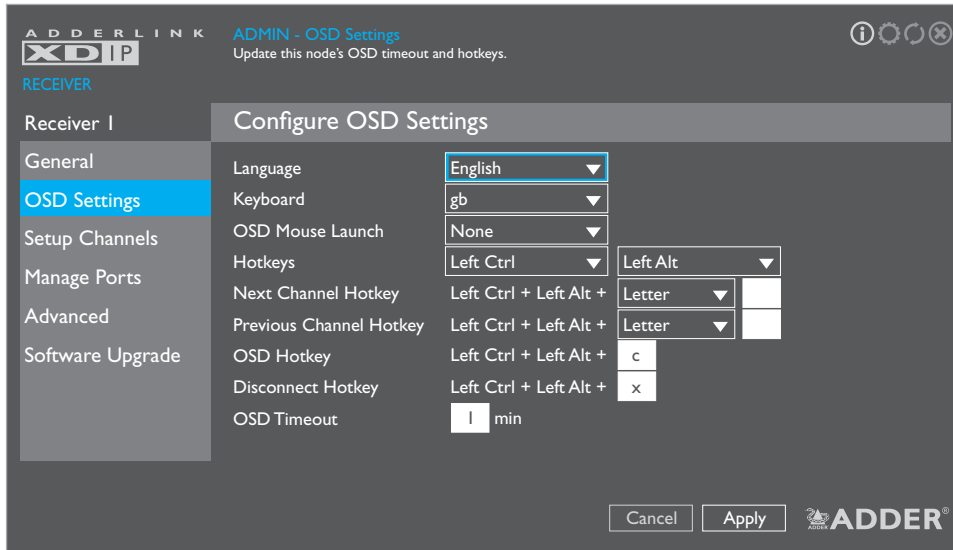 ADDERLINK
XDIP
RECEIVER
ADMIN - OSD Settings
Update this node's OSD timeout and hotkeys.
Receiver 1
General
OSD Settings
Setup Channels
Manage Ports
Advanced
Software Upgrade
Configure OSD Settings
Language English
Keyboard gb
OSD Mouse Launch None
Hotkeys Left Ctrl Left Alt
Next Channel Hotkey Left Ctrl + Left Alt + Letter
Previous Channel Hotkey Left Ctrl + Left Alt + Letter
OSD Hotkey Left Ctrl + Left Alt + c
Disconnect Hotkey Left Ctrl + Left Alt + x
OSD Timeout 1 min
Cancel Apply
ADDER ADDER®